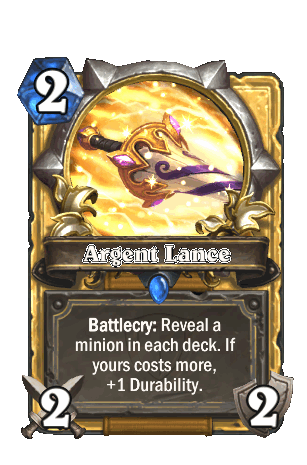 2
Argent Lance
Battlecry: Reveal a
minion in each deck. If
yours costs more,
+1 Durability.
2 2